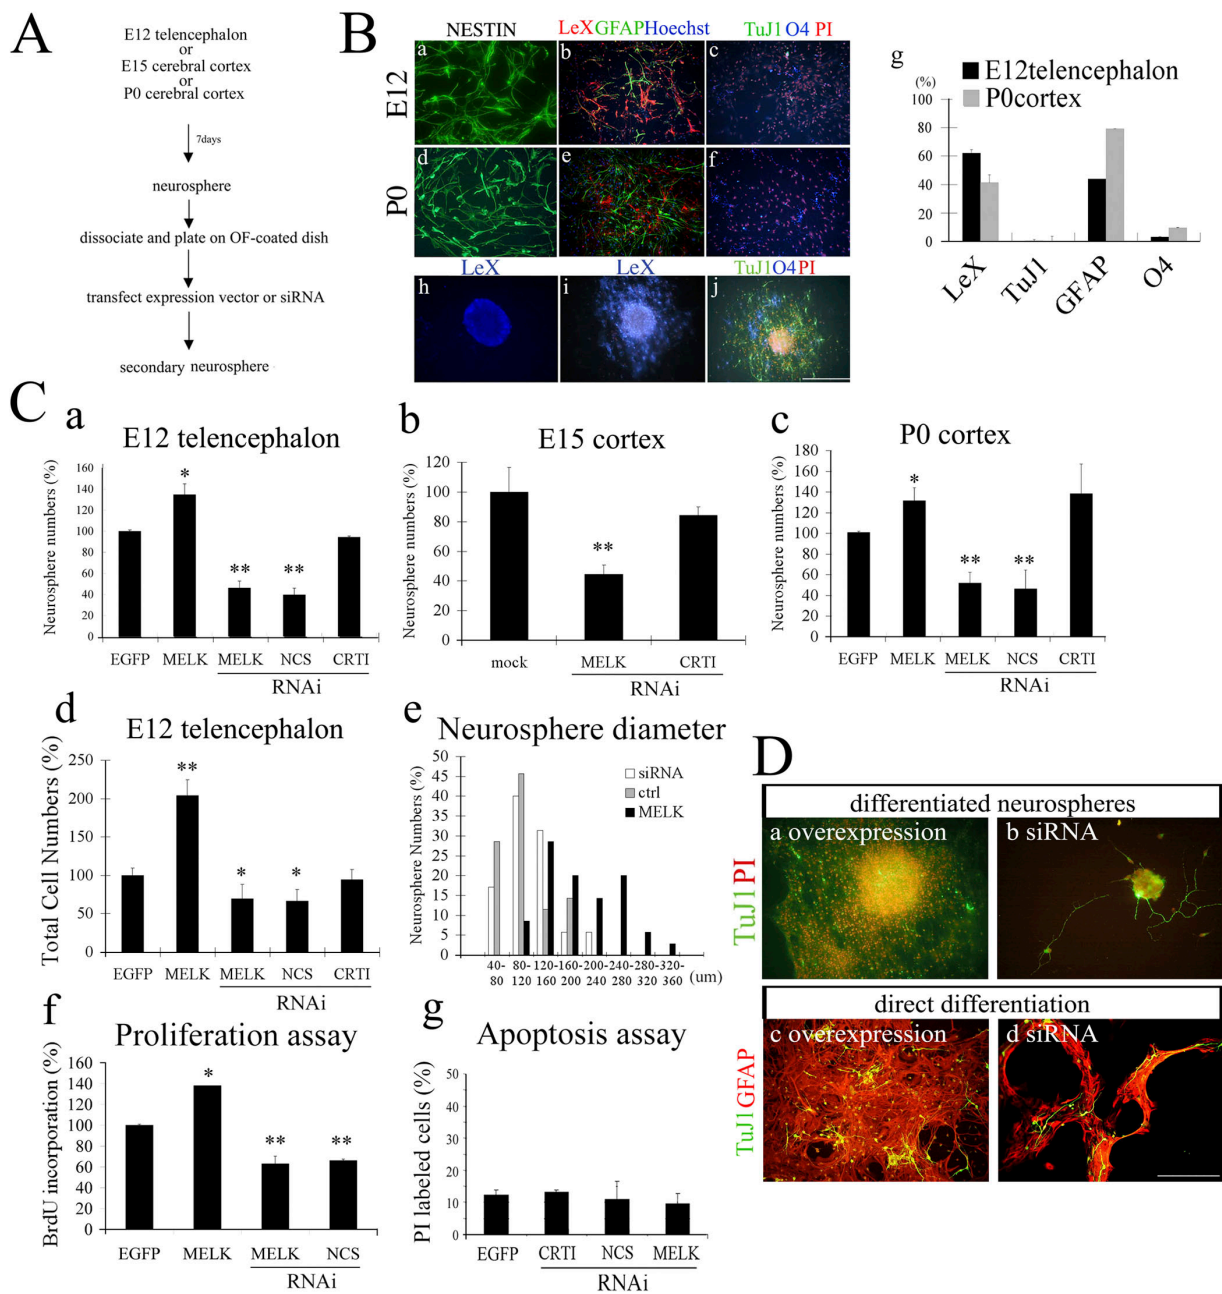 A
E12 telencephalon
or
E15 cerebral cortex
or
P0 cerebral cortex
7days
neurosphere
dissociate and plate on OF-coated dish
transfect expression vector or siRNA
secondary neurosphere
B
NESTIN
LeX GFAP Hoechst
TuJ1 O4 PI
E12
a
b
c
P0
d
e
f
LeX
LeX
TuJ1 O4 PI
h
i
j
g
(%)
E12telencephalon
P0cortex
100
80
60
40
20
0
LeX
TuJ1
GFAP
O4
C
a
E12 telencephalon
Neurosphere numbers (%)
160
140
120
100
80
60
40
20
0
*
**
**
EGFP MELK MELK NCS CRTI
RNAi
b
E15 cortex
Neurosphere numbers (%)
120
100
80
60
40
20
0
**
mock MELK CRTI
RNAi
c
P0 cortex
Neurosphere numbers (%)
180
160
140
120
100
80
60
40
20
0
*
**
**
EGFP MELK MELK NCS CRTI
RNAi
d
E12 telencephalon
Total Cell Numbers (%)
250
200
150
100
50
0
**
*
*
EGFP MELK MELK NCS CRTI
RNAi
e
Neurosphere diameter
Neurosphere Numbers (%)
50
45
40
35
30
25
20
15
10
5
0
siRNA
ctrl
MELK
40- 80- 120- 160- 200- 240- 280- 320-
80 120 160 200 240 280 320 360
(um)
f
Proliferation assay
BrdU incorporation (%)
160
140
120
100
80
60
40
20
0
*
**
**
EGFP MELK MELK NCS
RNAi
g
Apoptosis assay
PI labeled cells (%)
50
40
30
20
10
0
EGFP CRTI NCS MELK
RNAi
D
differentiated neurospheres
TuJ1 PI
a overexpression
b siRNA
direct differentiation
TuJ1 GFAP
c overexpression
d siRNA